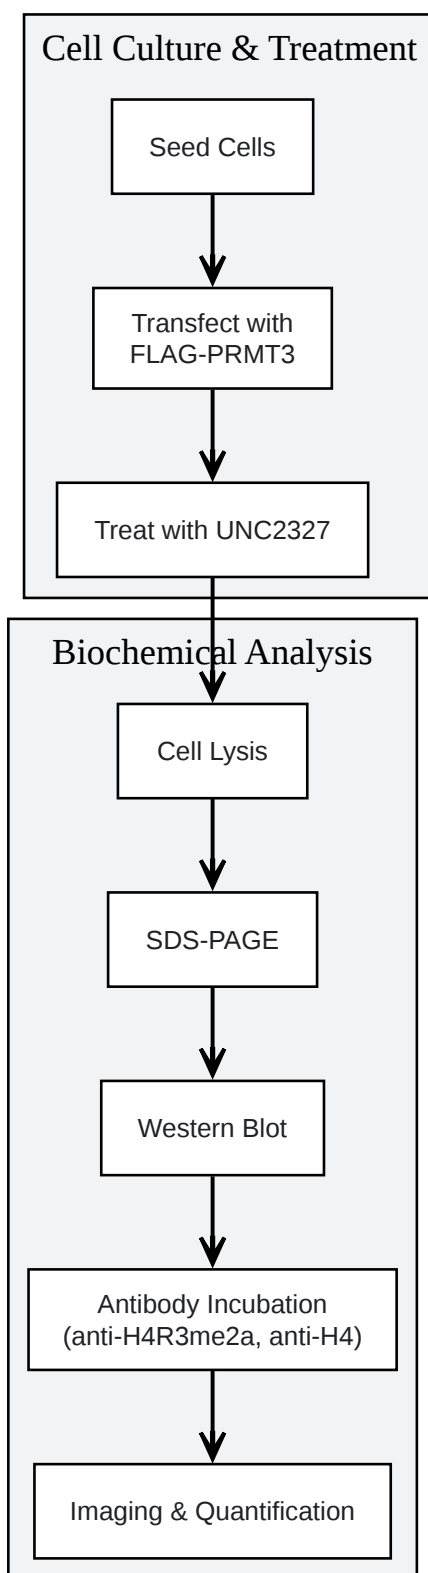 Cell Culture & Treatment
Seed Cells
Transfect with
FLAG-PRMT3
Treat with UNC2327
Biochemical Analysis
Cell Lysis
SDS-PAGE
Western Blot
Antibody Incubation
(anti-H4R3me2a, anti-H4)
Imaging & Quantification